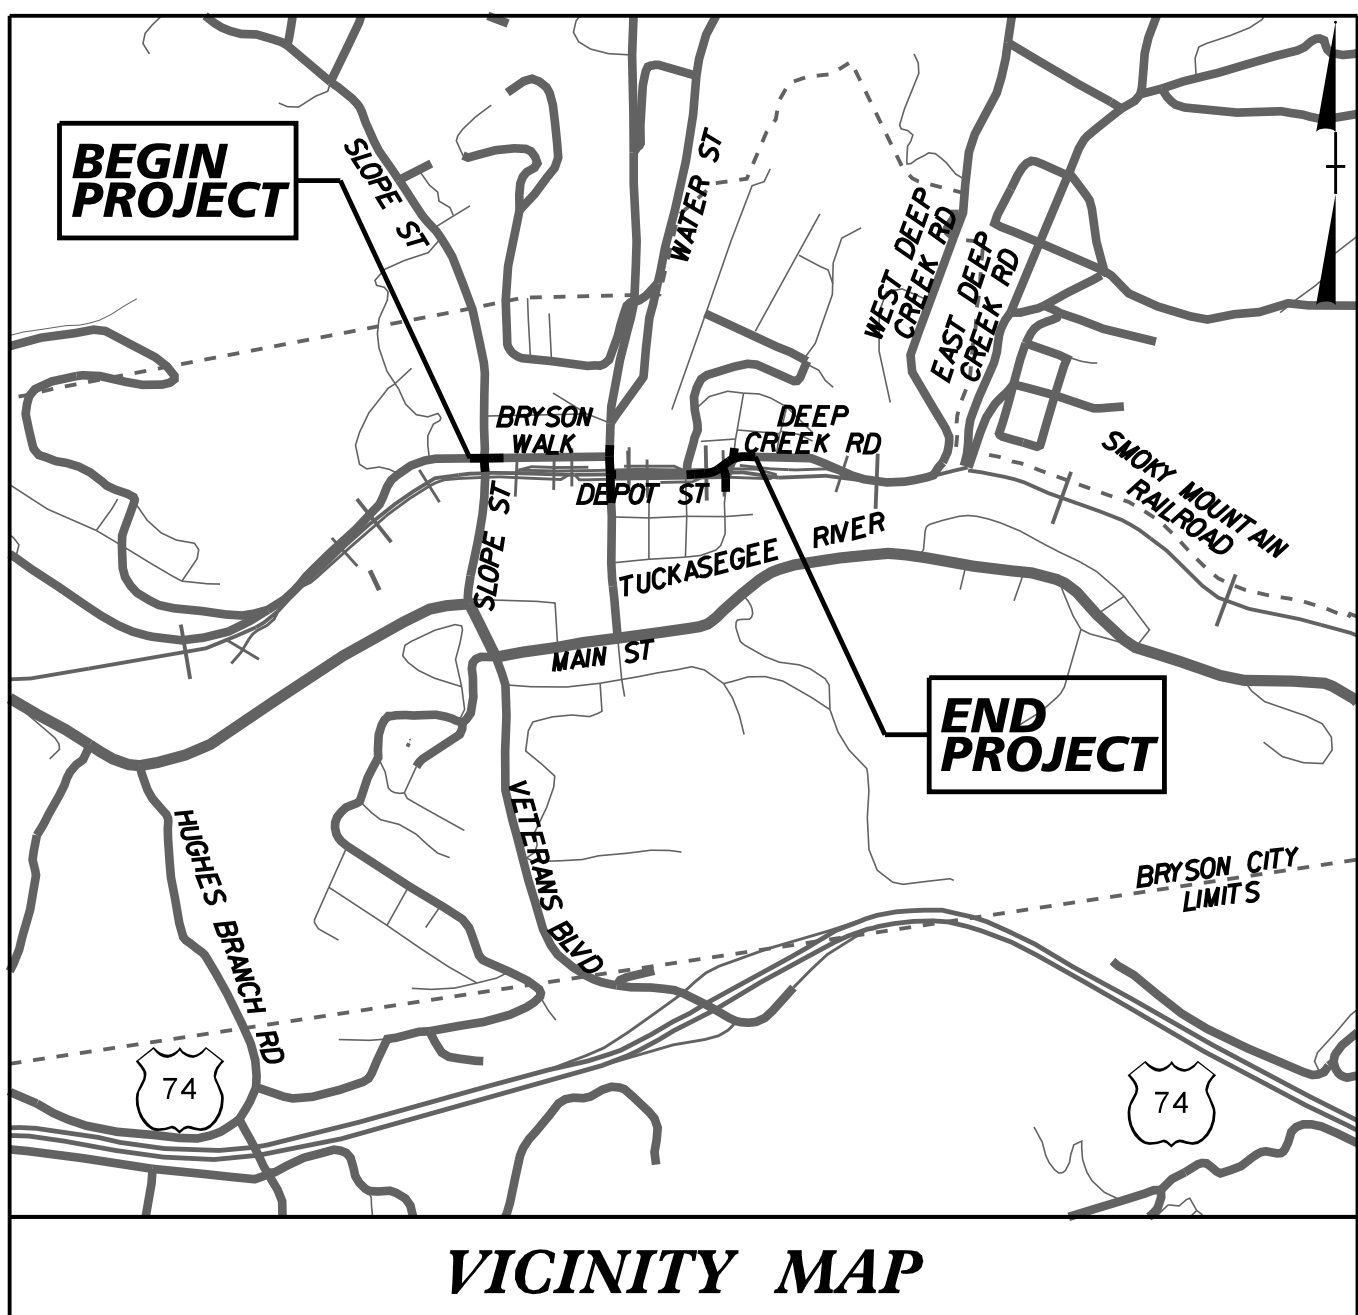 BEGIN
PROJECT
SLOPE ST
WATER ST
WEST DEEP
CREEK RD
EAST DEEP
CREEK RD
BRYSON
WALK
DEEP
CREEK RD
DEPOT ST
SLOPE ST
SMOKY MOUNTAIN
RAILROAD
TUCKASEGEE RIVER
MAIN ST
END
PROJECT
VETERANS BLVD
HUGHES BRANCH RD
BRYSON CITY
LIMITS
74
74
VICINITY MAP